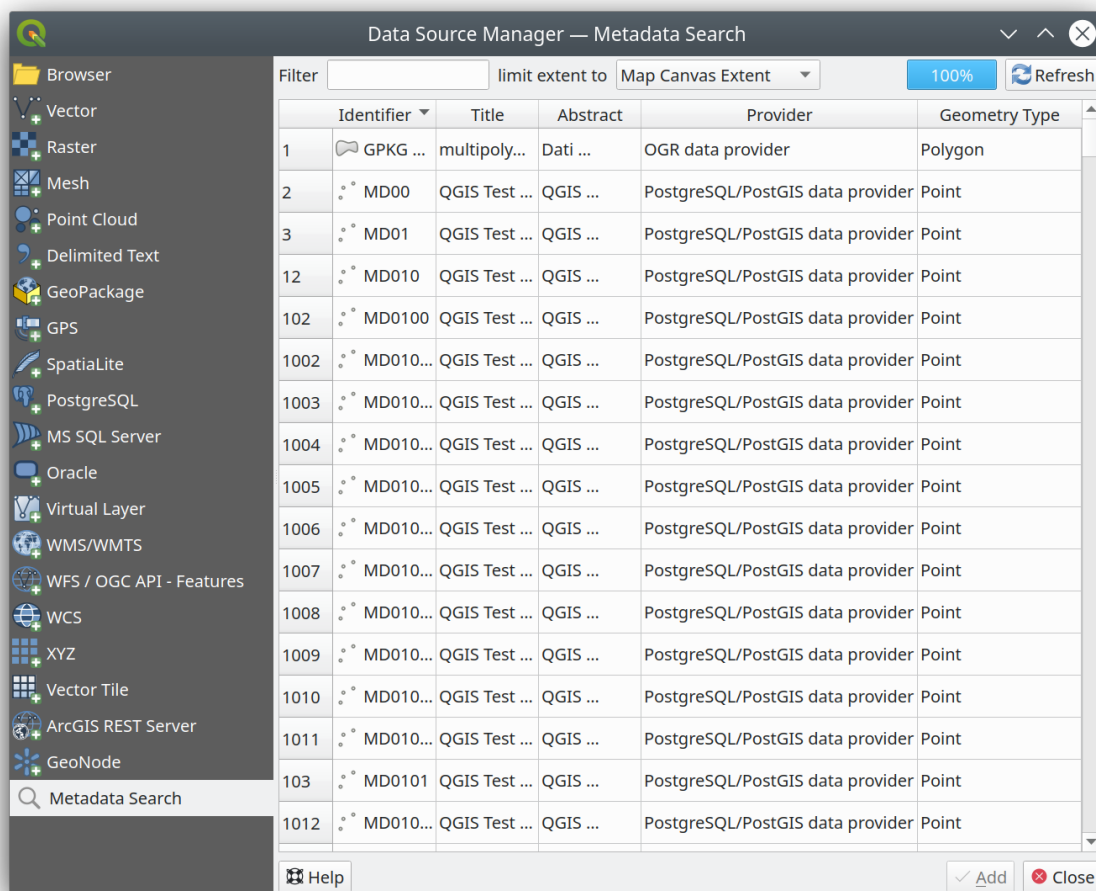 Data Source Manager — Metadata Search
Browser
Vector
Raster
Mesh
Point Cloud
Delimited Text
GeoPackage
GPS
SpatiaLite
PostgreSQL
MS SQL Server
Oracle
Virtual Layer
WMS/WMTS
WFS / OGC API - Features
WCS
XYZ
Vector Tile
ArcGIS REST Server
GeoNode
Metadata Search
Filter limit extent to Map Canvas Extent 100% Refresh
Identifier Title Abstract Provider Geometry Type
1 GPKG ... multipoly... Dati ... OGR data provider Polygon
2 MD00 QGIS Test ... QGIS ... PostgreSQL/PostGIS data provider Point
3 MD01 QGIS Test ... QGIS ... PostgreSQL/PostGIS data provider Point
12 MD010 QGIS Test ... QGIS ... PostgreSQL/PostGIS data provider Point
102 MD0100 QGIS Test ... QGIS ... PostgreSQL/PostGIS data provider Point
1002 MD010... QGIS Test ... QGIS ... PostgreSQL/PostGIS data provider Point
1003 MD010... QGIS Test ... QGIS ... PostgreSQL/PostGIS data provider Point
1004 MD010... QGIS Test ... QGIS ... PostgreSQL/PostGIS data provider Point
1005 MD010... QGIS Test ... QGIS ... PostgreSQL/PostGIS data provider Point
1006 MD010... QGIS Test ... QGIS ... PostgreSQL/PostGIS data provider Point
1007 MD010... QGIS Test ... QGIS ... PostgreSQL/PostGIS data provider Point
1008 MD010... QGIS Test ... QGIS ... PostgreSQL/PostGIS data provider Point
1009 MD010... QGIS Test ... QGIS ... PostgreSQL/PostGIS data provider Point
1010 MD010... QGIS Test ... QGIS ... PostgreSQL/PostGIS data provider Point
1011 MD010... QGIS Test ... QGIS ... PostgreSQL/PostGIS data provider Point
103 MD0101 QGIS Test ... QGIS ... PostgreSQL/PostGIS data provider Point
1012 MD010... QGIS Test ... QGIS ... PostgreSQL/PostGIS data provider Point
Help Add Close